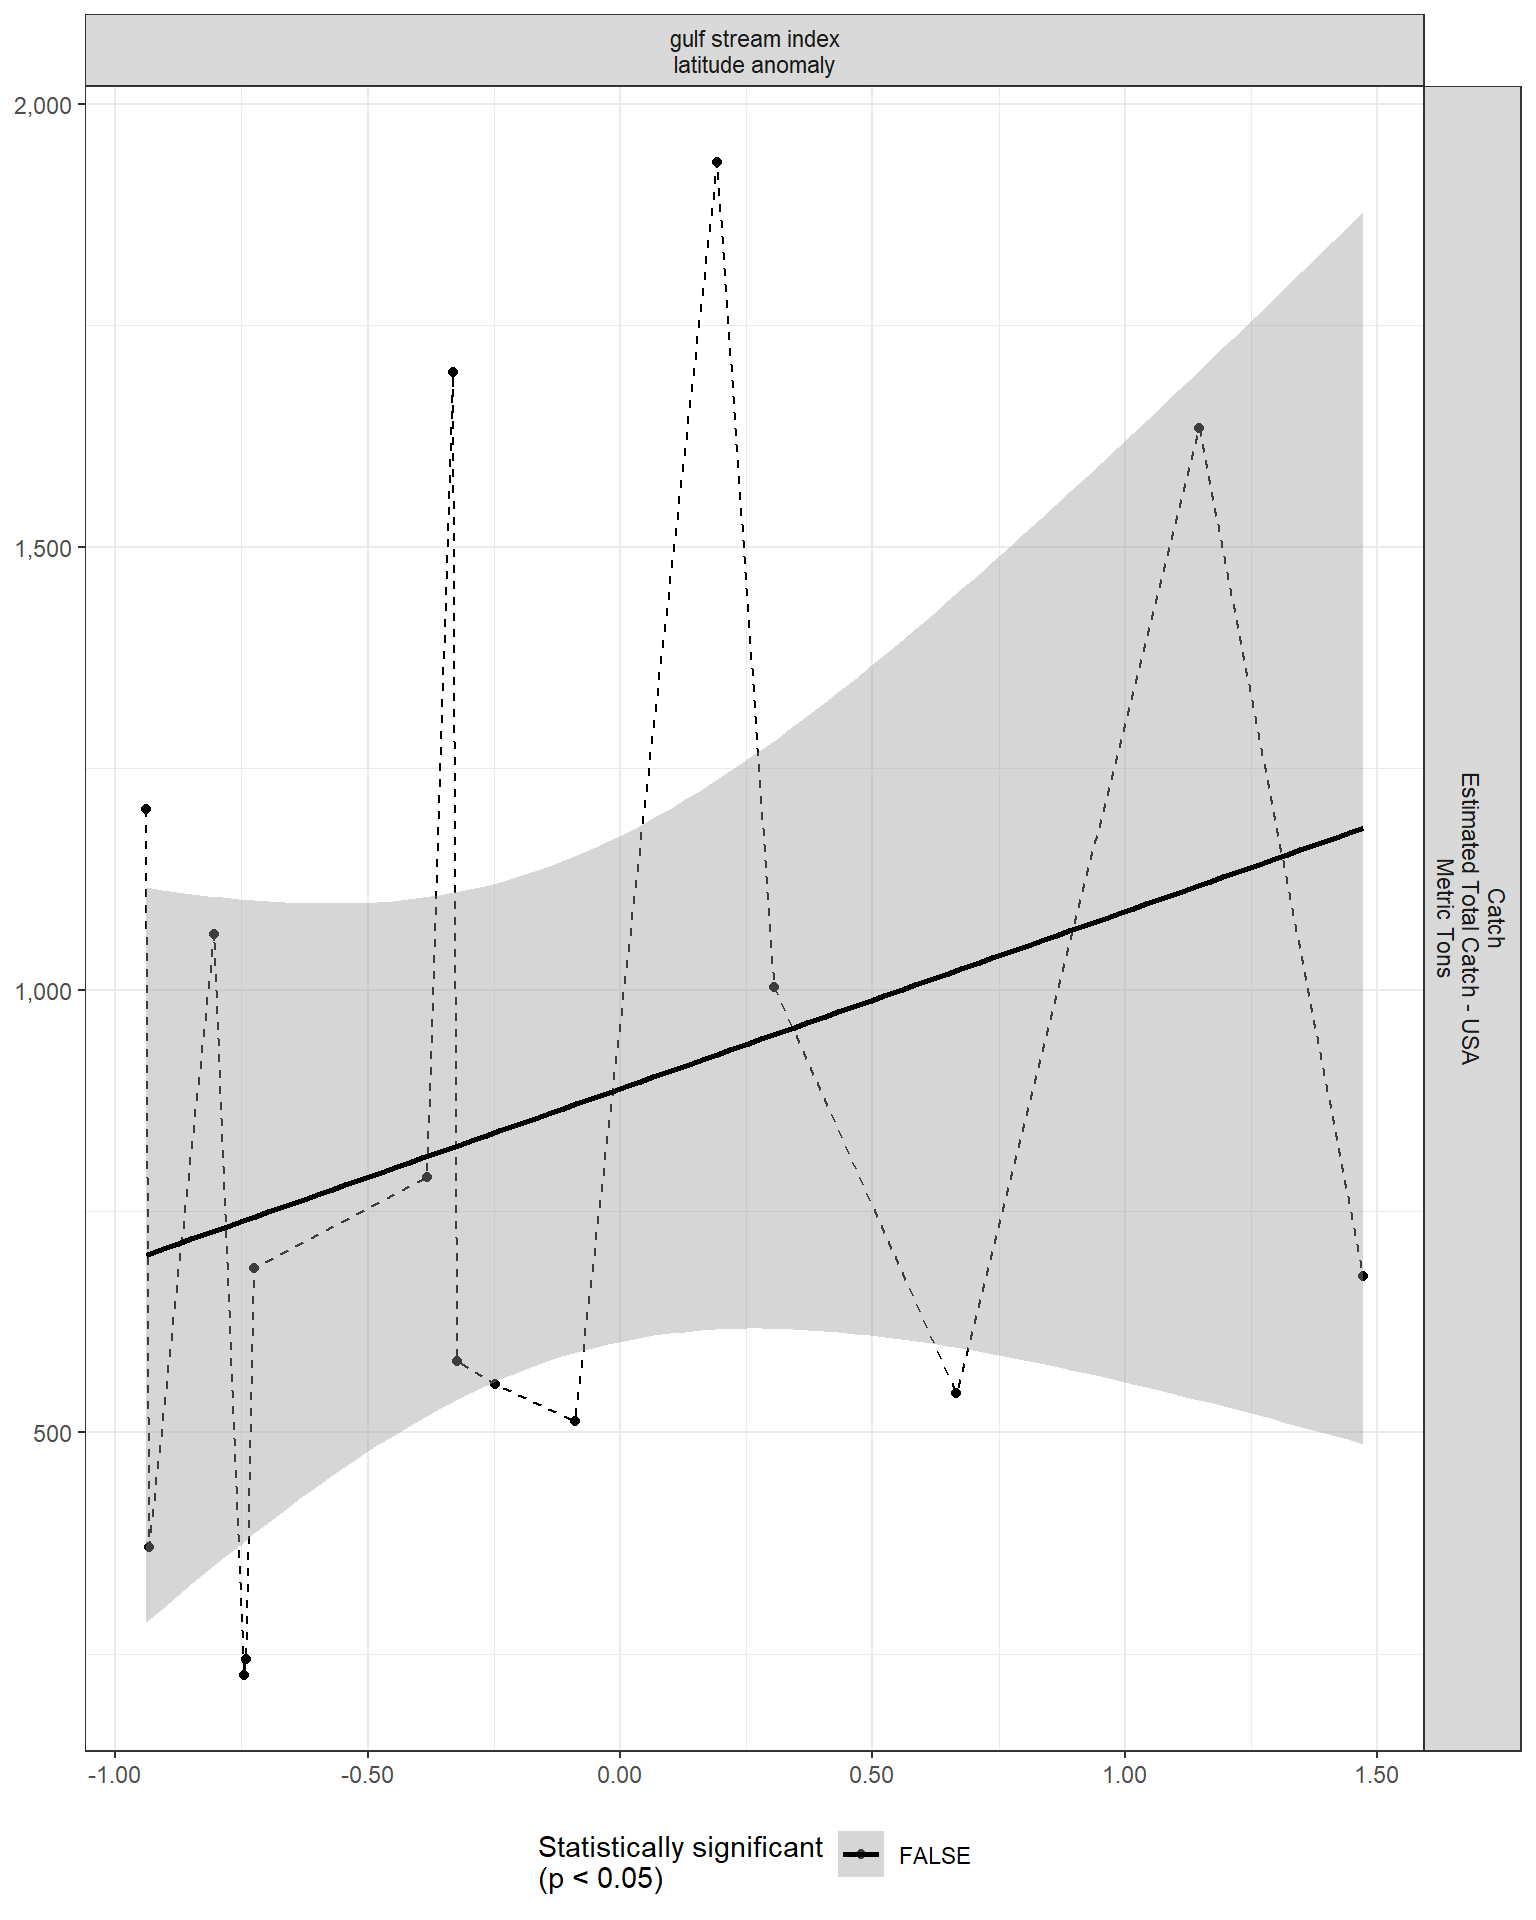 gulf stream index
latitude anomaly
2,000
1,500
1,000
500
Catch
Estimated Total Catch - USA
Metric Tons
-1.00
-0.50
0.00
0.50
1.00
1.50
Statistically significant
(p < 0.05)
FALSE